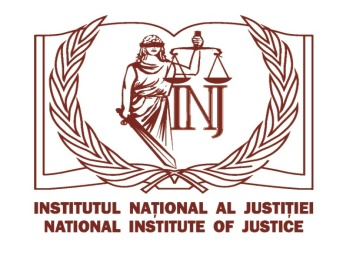 INJ
INSTITUTUL NAȚIONAL AL JUSTIȚIEI
NATIONAL INSTITUTE OF JUSTICE